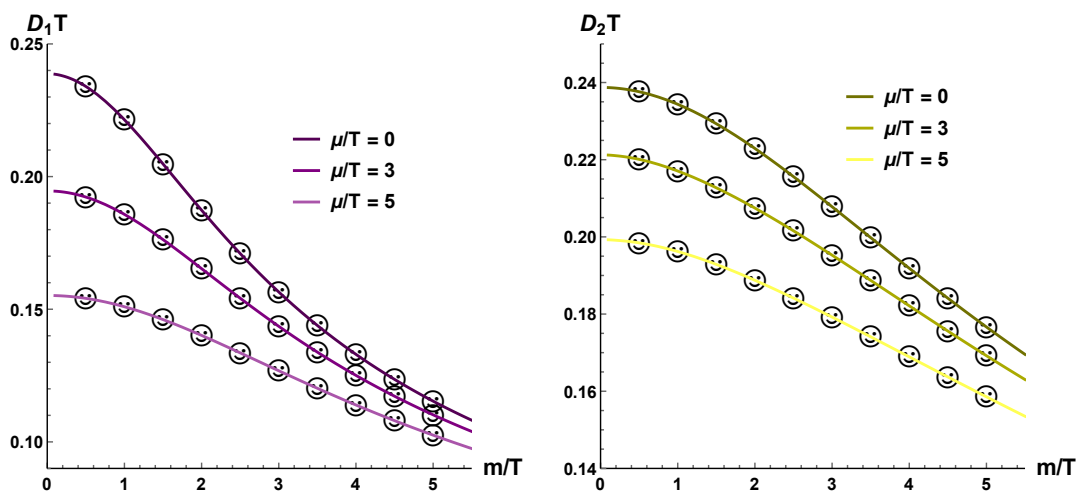 D₁T
0.25
0.20
0.15
0.10
0 1 2 3 4 5
m/T
μ/T = 0
μ/T = 3
μ/T = 5
D₂T
0.24
0.22
0.20
0.18
0.16
0.14
0 1 2 3 4 5
m/T
μ/T = 0
μ/T = 3
μ/T = 5